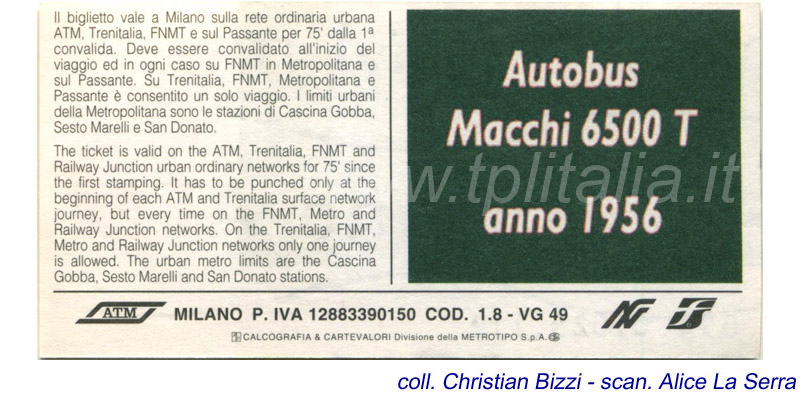 Il biglietto vale a Milano sulla rete ordinaria urbana
ATM, Trenitalia, FNMT e sul Passante per 75' dalla 1ª
convalida. Deve essere convalidato all'inizio del
viaggio ed in ogni caso su FNMT in Metropolitana e
sul Passante. Su Trenitalia, FNMT, Metropolitana e
Passante è consentito un solo viaggio. I limiti urbani
della Metropolitana sono le stazioni di Cascina Gobba,
Sesto Marelli e San Donato.
The ticket is valid on the ATM, Trenitalia, FNMT and
Railway Junction urban ordinary networks for 75' since
the first stamping. It has to be punched only at the
beginning of each ATM and Trenitalia surface network
journey, but every time on the FNMT, Metro and
Railway Junction networks. On the Trenitalia, FNMT,
Metro and Railway Junction networks only one journey
is allowed. The urban metro limits are the Cascina
Gobba, Sesto Marelli and San Donato stations.
Autobus
Macchi 6500 T
anno 1956
www.tplitalia.it
ATM MILANO P. IVA 12883390150 COD. 1.8 - VG 49
CALCOGRAFIA & CARTEVALORI Divisione della METROTIPO S.p.A.
coll. Christian Bizzi - scan. Alice La Serra